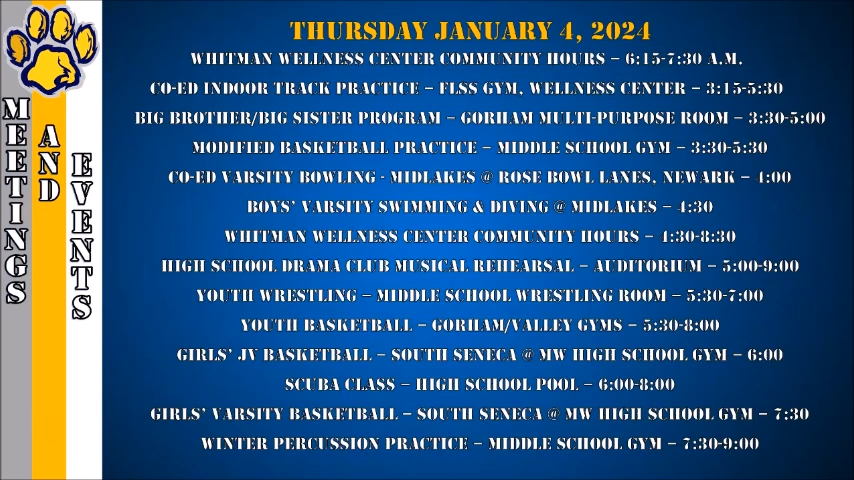 MEETINGS
AND
EVENTS
THURSDAY JANUARY 4, 2024
WHITMAN WELLNESS CENTER COMMUNITY HOURS – 6:15-7:30 A.M.
CO-ED INDOOR TRACK PRACTICE – FLSS GYM, WELLNESS CENTER – 3:15-5:30
BIG BROTHER/BIG SISTER PROGRAM – GORHAM MULTI-PURPOSE ROOM – 3:30-5:00
MODIFIED BASKETBALL PRACTICE – MIDDLE SCHOOL GYM – 3:30-5:30
CO-ED VARSITY BOWLING - MIDLAKES @ ROSE BOWL LANES, NEWARK – 4:00
BOYS' VARSITY SWIMMING & DIVING @ MIDLAKES – 4:30
WHITMAN WELLNESS CENTER COMMUNITY HOURS – 4:30-8:30
HIGH SCHOOL DRAMA CLUB MUSICAL REHEARSAL – AUDITORIUM – 5:00-9:00
YOUTH WRESTLING – MIDDLE SCHOOL WRESTLING ROOM – 5:30-7:00
YOUTH BASKETBALL – GORHAM/VALLEY GYMS – 5:30-8:00
GIRLS' JV BASKETBALL – SOUTH SENECA @ MW HIGH SCHOOL GYM – 6:00
SCUBA CLASS – HIGH SCHOOL POOL – 6:00-8:00
GIRLS' VARSITY BASKETBALL – SOUTH SENECA @ MW HIGH SCHOOL GYM – 7:30
WINTER PERCUSSION PRACTICE – MIDDLE SCHOOL GYM – 7:30-9:00